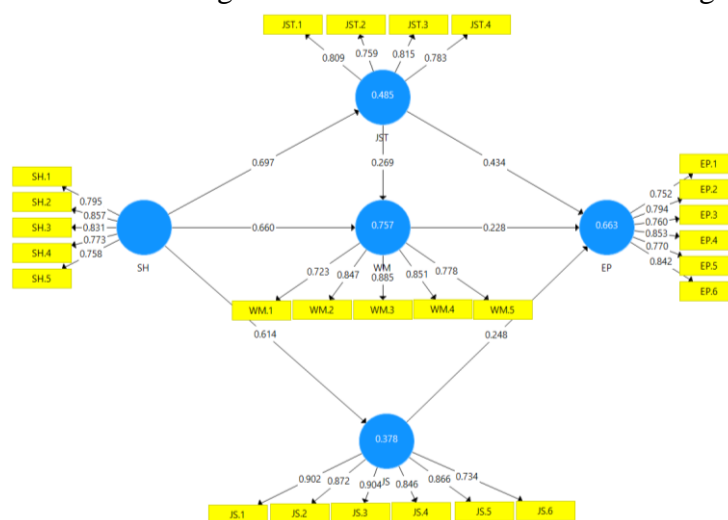 JST.1 JST.2 JST.3 JST.4
0.809 0.759 0.815 0.783
0.485
JST
0.697 0.269 0.434
SH.1
SH.2
SH.3
SH.4
SH.5
0.795
0.857
0.831
0.773
0.758
SH
0.660
0.757
WM
0.228
0.663
EP
0.752
0.794
0.760
0.853
0.770
0.842
EP.1
EP.2
EP.3
EP.4
EP.5
EP.6
0.723 0.847 0.885 0.851 0.778
WM.1 WM.2 WM.3 WM.4 WM.5
0.614 0.248
0.378
JS
0.902 0.872 0.904 0.846 0.866 0.734
JS.1 JS.2 JS.3 JS.4 JS.5 JS.6